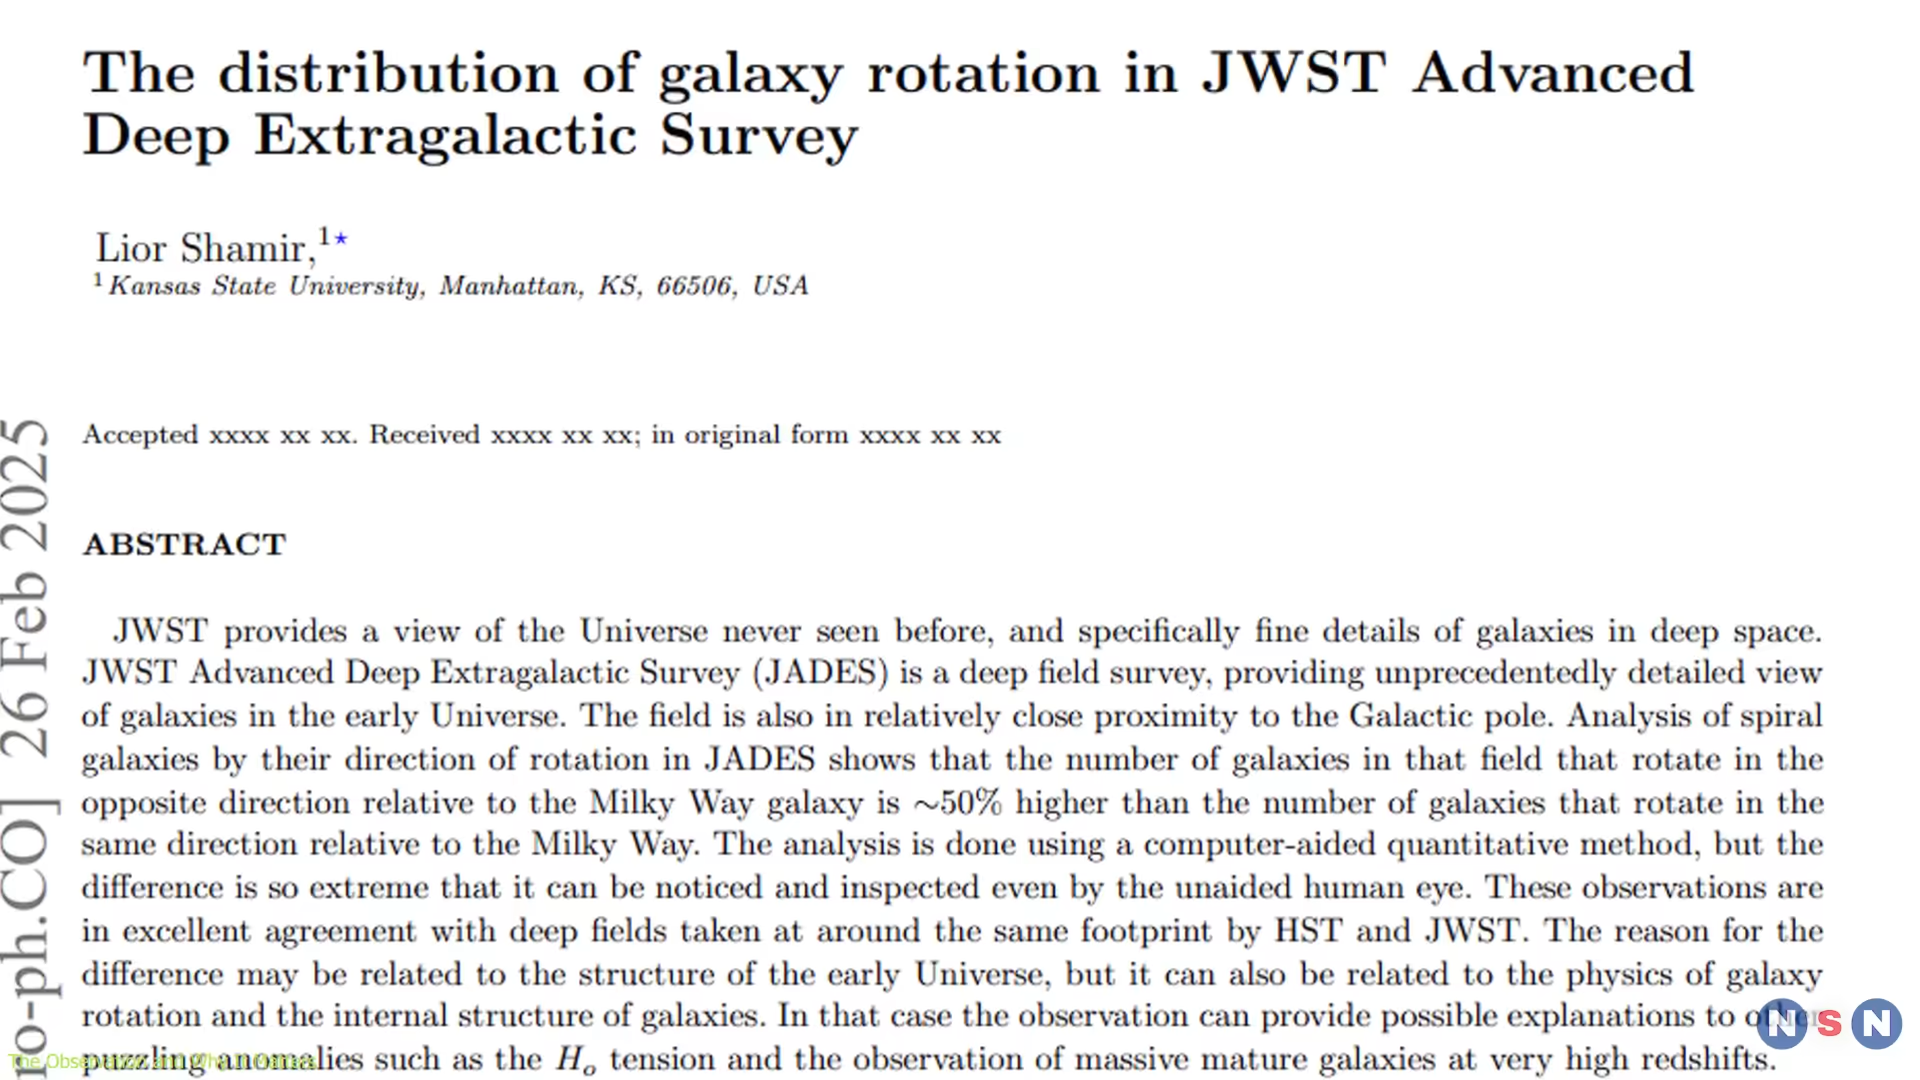 The distribution of galaxy rotation in JWST Advanced
Deep Extragalactic Survey
Lior Shamir,1⋆
1 Kansas State University, Manhattan, KS, 66506, USA
Accepted xxxx xx xx. Received xxxx xx xx; in original form xxxx xx xx
ABSTRACT
JWST provides a view of the Universe never seen before, and specifically fine details of galaxies in deep space.
JWST Advanced Deep Extragalactic Survey (JADES) is a deep field survey, providing unprecedentedly detailed view
of galaxies in the early Universe. The field is also in relatively close proximity to the Galactic pole. Analysis of spiral
galaxies by their direction of rotation in JADES shows that the number of galaxies in that field that rotate in the
opposite direction relative to the Milky Way galaxy is ~50% higher than the number of galaxies that rotate in the
same direction relative to the Milky Way. The analysis is done using a computer-aided quantitative method, but the
difference is so extreme that it can be noticed and inspected even by the unaided human eye. These observations are
in excellent agreement with deep fields taken at around the same footprint by HST and JWST. The reason for the
difference may be related to the structure of the early Universe, but it can also be related to the physics of galaxy
rotation and the internal structure of galaxies. In that case the observation can provide possible explanations to other
puzzling anomalies such as the Ho tension and the observation of massive mature galaxies at very high redshifts.
ro-ph.CO] 26 Feb 2025
The Observation and Why It Matters
N S N